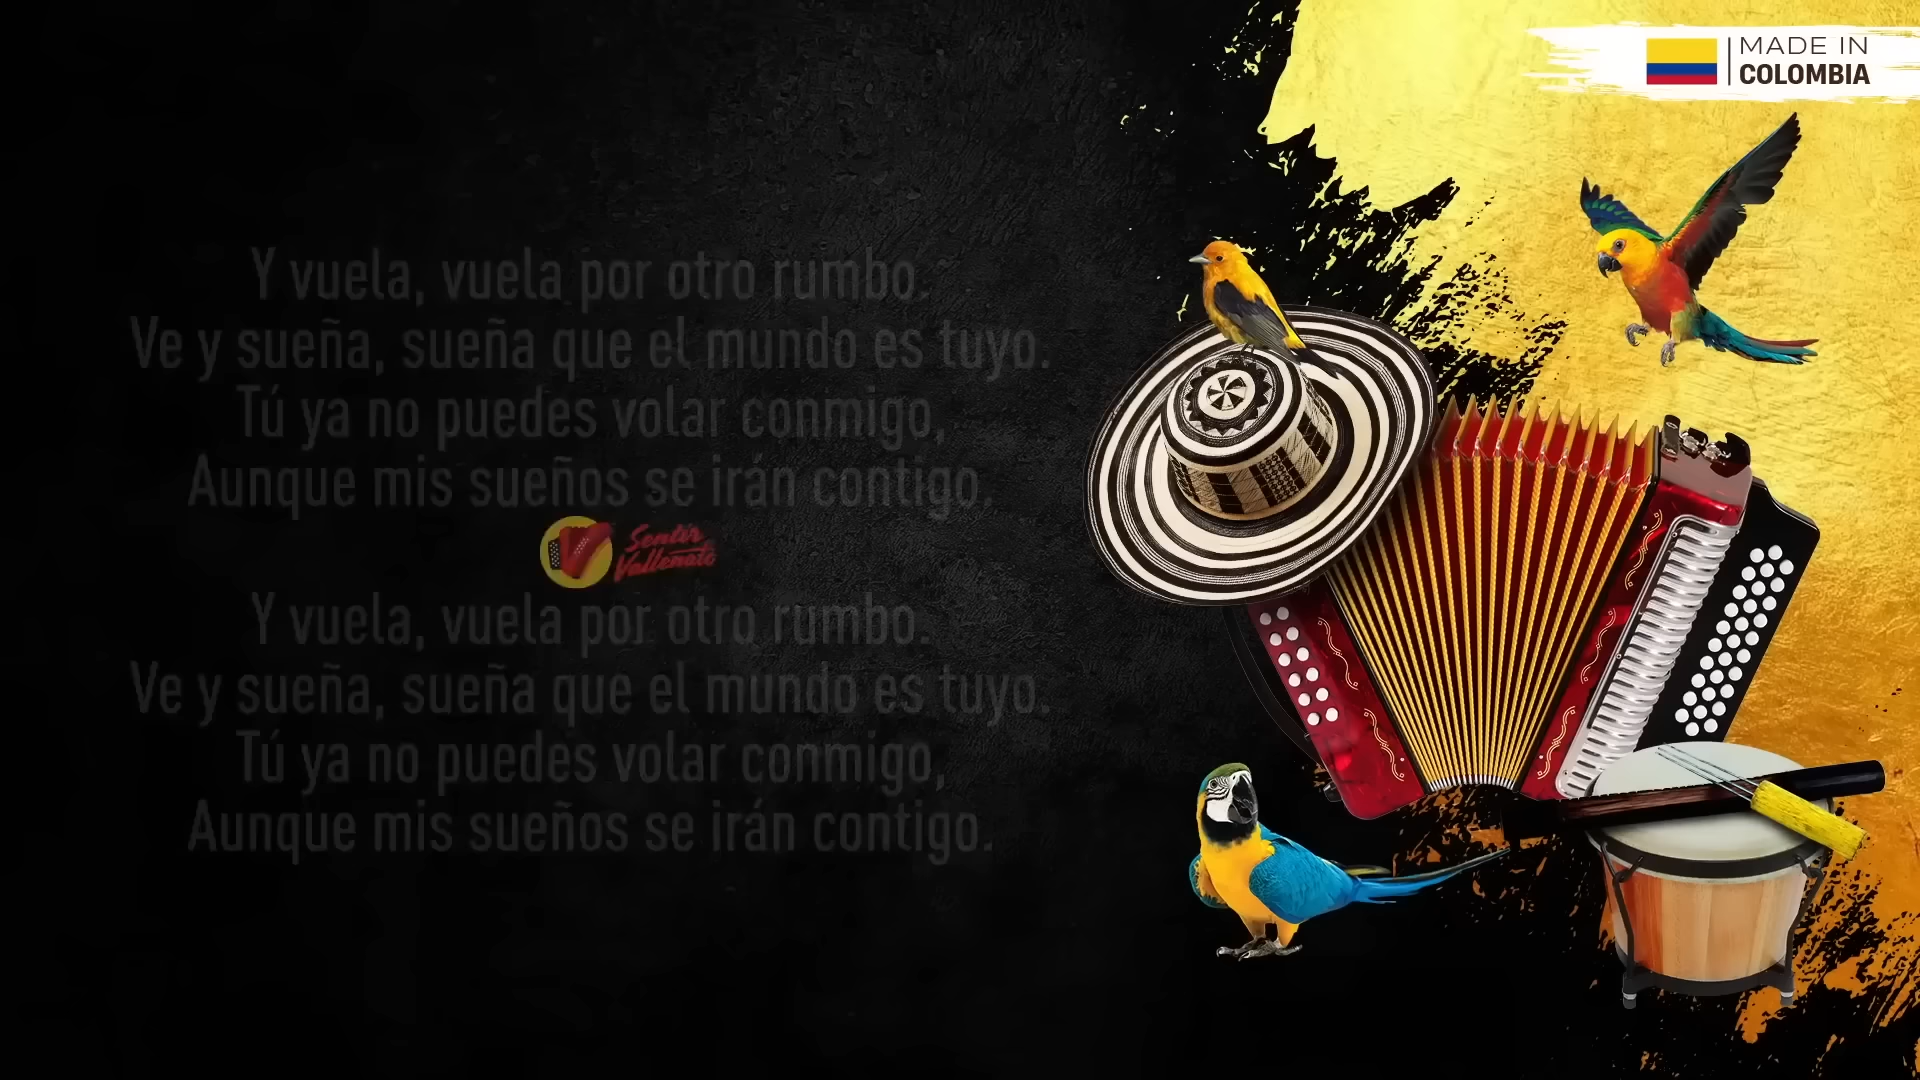 MADE IN
COLOMBIA
Y vuela, vuela por otro rumbo.
Ve y sueña, sueña que el mundo es tuyo.
Tú ya no puedes volar conmigo,
Aunque mis sueños se irán contigo.
Sentir
Vallenato
Y vuela, vuela por otro rumbo.
Ve y sueña, sueña que el mundo es tuyo.
Tú ya no puedes volar conmigo,
Aunque mis sueños se irán contigo.